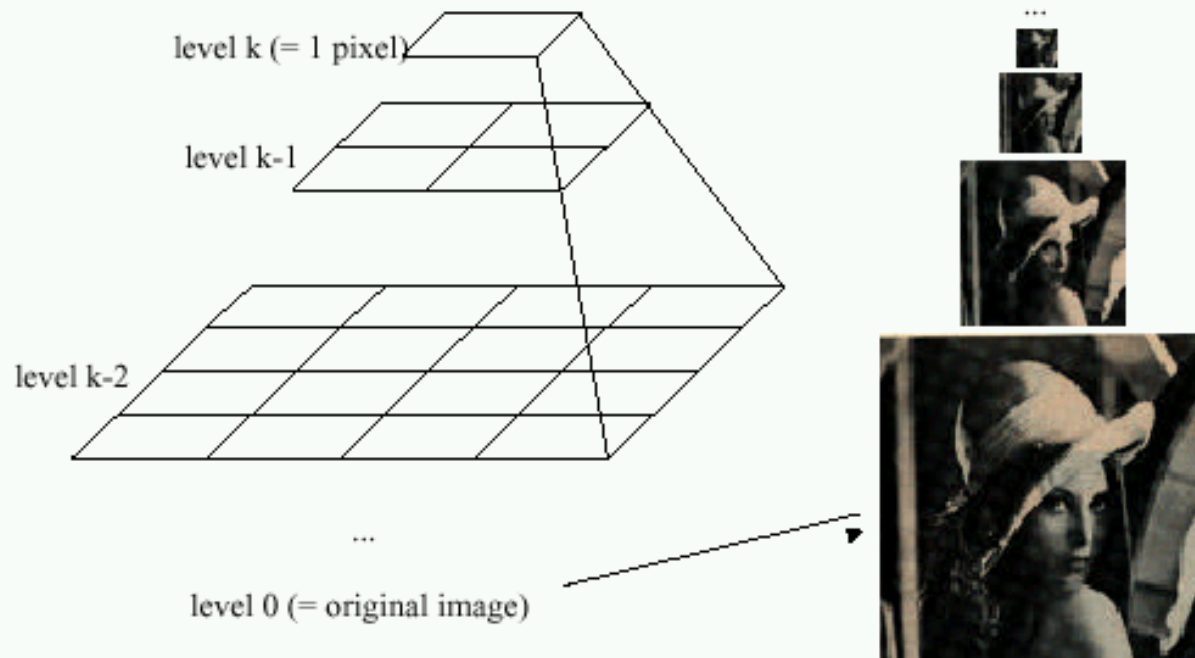 ...
level k (= 1 pixel)
level k-1
level k-2
...
level 0 (= original image)